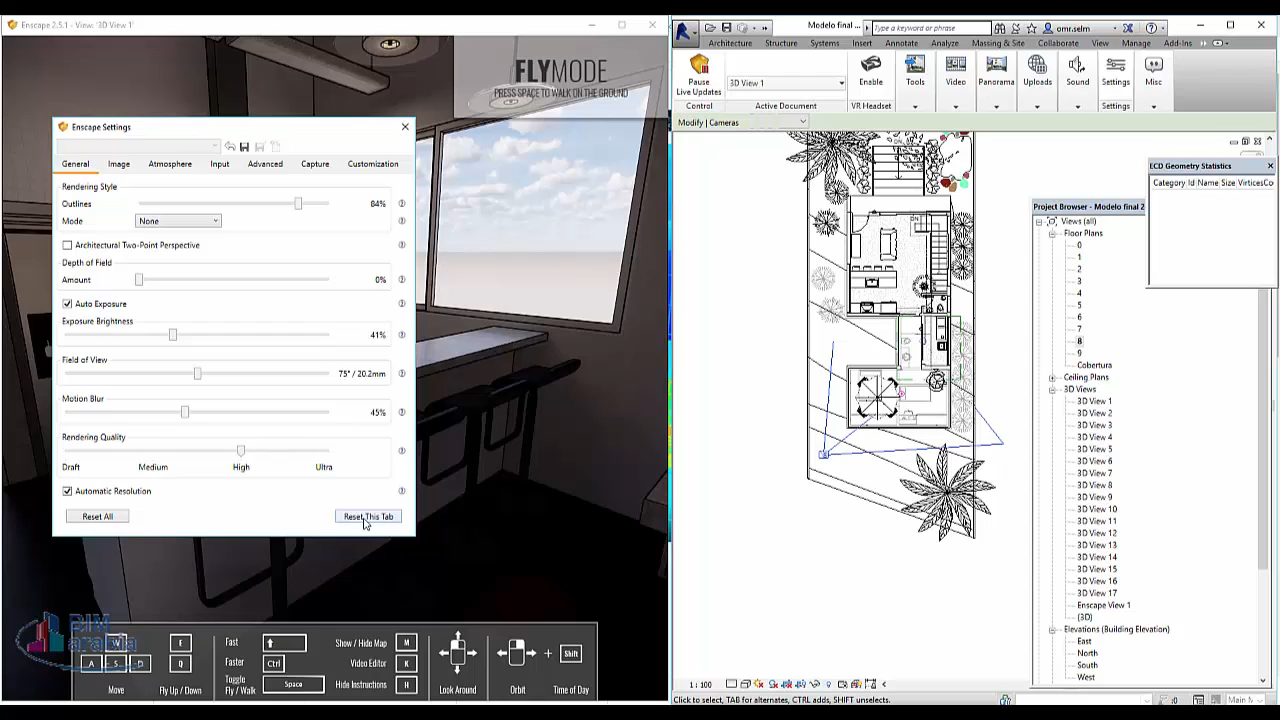 Enscape 2.5.1 - View: '3D View 1'
FLYMODE
PRESS SPACE TO WALK ON THE GROUND
Enscape Settings
General Image Atmosphere Input Advanced Capture Customization
Rendering Style
Outlines 84%
Mode None
Architectural Two-Point Perspective
Depth of Field
Amount 0%
Auto Exposure
Exposure Brightness
41%
Field of View
75° / 20.2mm
Motion Blur
45%
Rendering Quality
Draft Medium High Ultra
Automatic Resolution
Reset All Reset This Tab
BIM
arabia
W F
A S D Q
Move Fly Up / Down
Fast
Faster Ctrl
Toggle
Fly / Walk Space
Show / Hide Map M
Video Editor K
Hide Instructions H
Look Around
+ Shift
Orbit Time of Day
Modelo final ...
Type a keyword or phrase
omr.selm
Architecture Structure Systems Insert Annotate Analyze Massing & Site Collaborate View Manage Add-Ins
Pause
Live Updates
3D View 1
Enable Tools Video Panorama Uploads Sound Settings Misc
Control Active Document VR Headset Settings
Modify | Cameras
DN
DN
ECD Geometry Statistics
Category Id Name Size VirticesCo
Project Browser - Modelo final 2
Views (all)
Floor Plans
0
1
2
3
4
5
6
7
8
9
Cobertura
Ceiling Plans
3D Views
3D View 1
3D View 2
3D View 3
3D View 4
3D View 5
3D View 6
3D View 7
3D View 8
3D View 9
3D View 10
3D View 11
3D View 12
3D View 13
3D View 14
3D View 15
3D View 16
3D View 17
Enscape View 1
(3D)
Elevations (Building Elevation)
East
North
South
West
1 : 100
Click to select, TAB for alternates, CTRL adds, SHIFT unselects.
:0
Main M